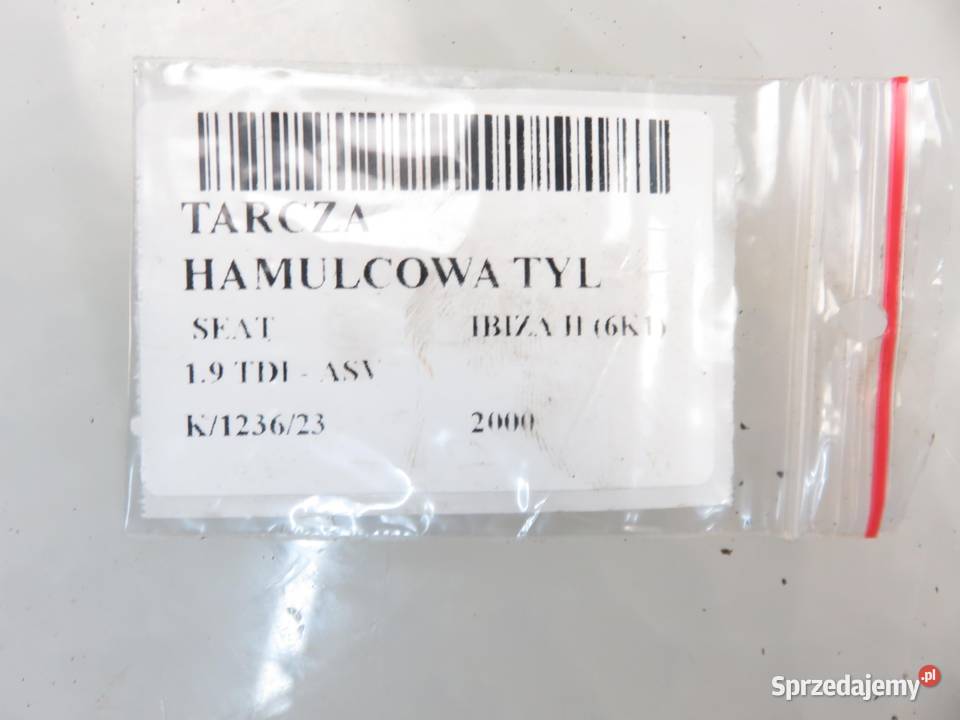 TARCZA
HAMULCOWA TYL
SEAT IBIZA II (6K1)
1.9 TDI - ASV
K/1236/23 2000
Sprzedajemy.pl